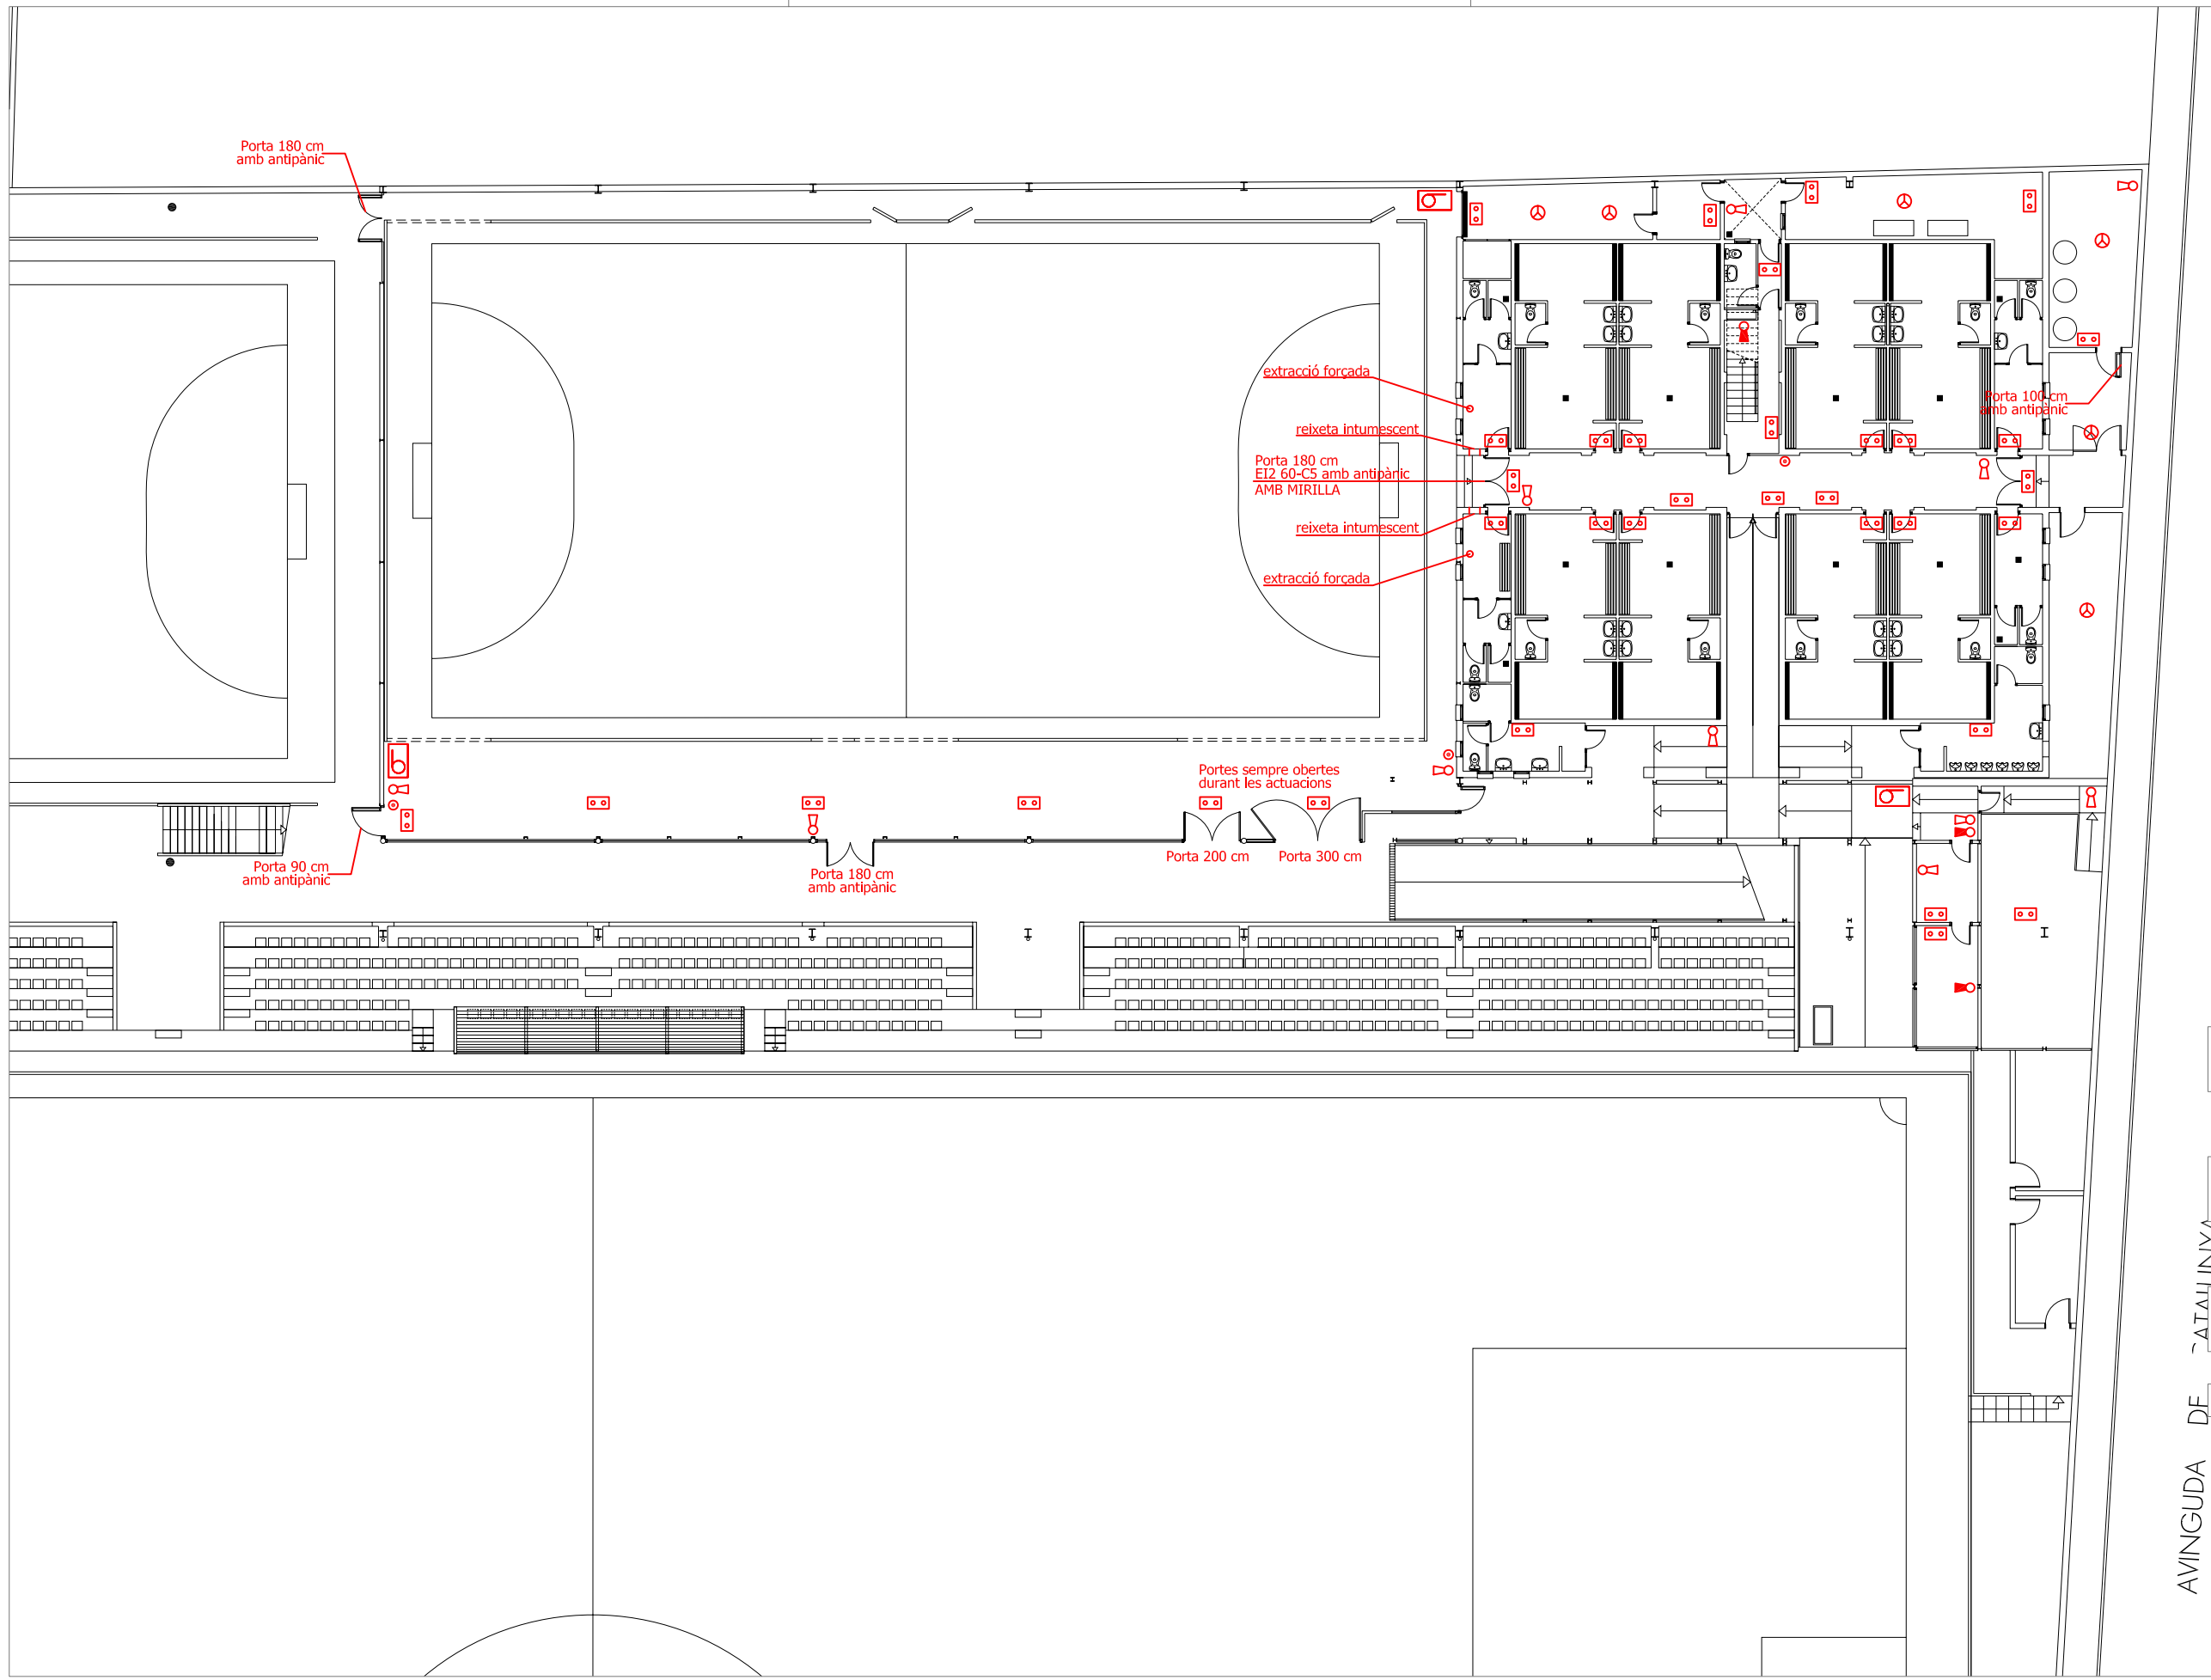 Porta 180 cm
amb antipànic
extracció forçada
reixeta intumescent
Porta 180 cm
EI2 60-C5 amb antipànic
AMB MIRILLA
reixeta intumescent
extracció forçada
Porta 100 cm
amb antipànic
Portes sempre obertes
durant les actuacions
Porta 200 cm
Porta 300 cm
Porta 90 cm
amb antipànic
Porta 180 cm
amb antipànic
AVINGUDA DE CATALUNYA